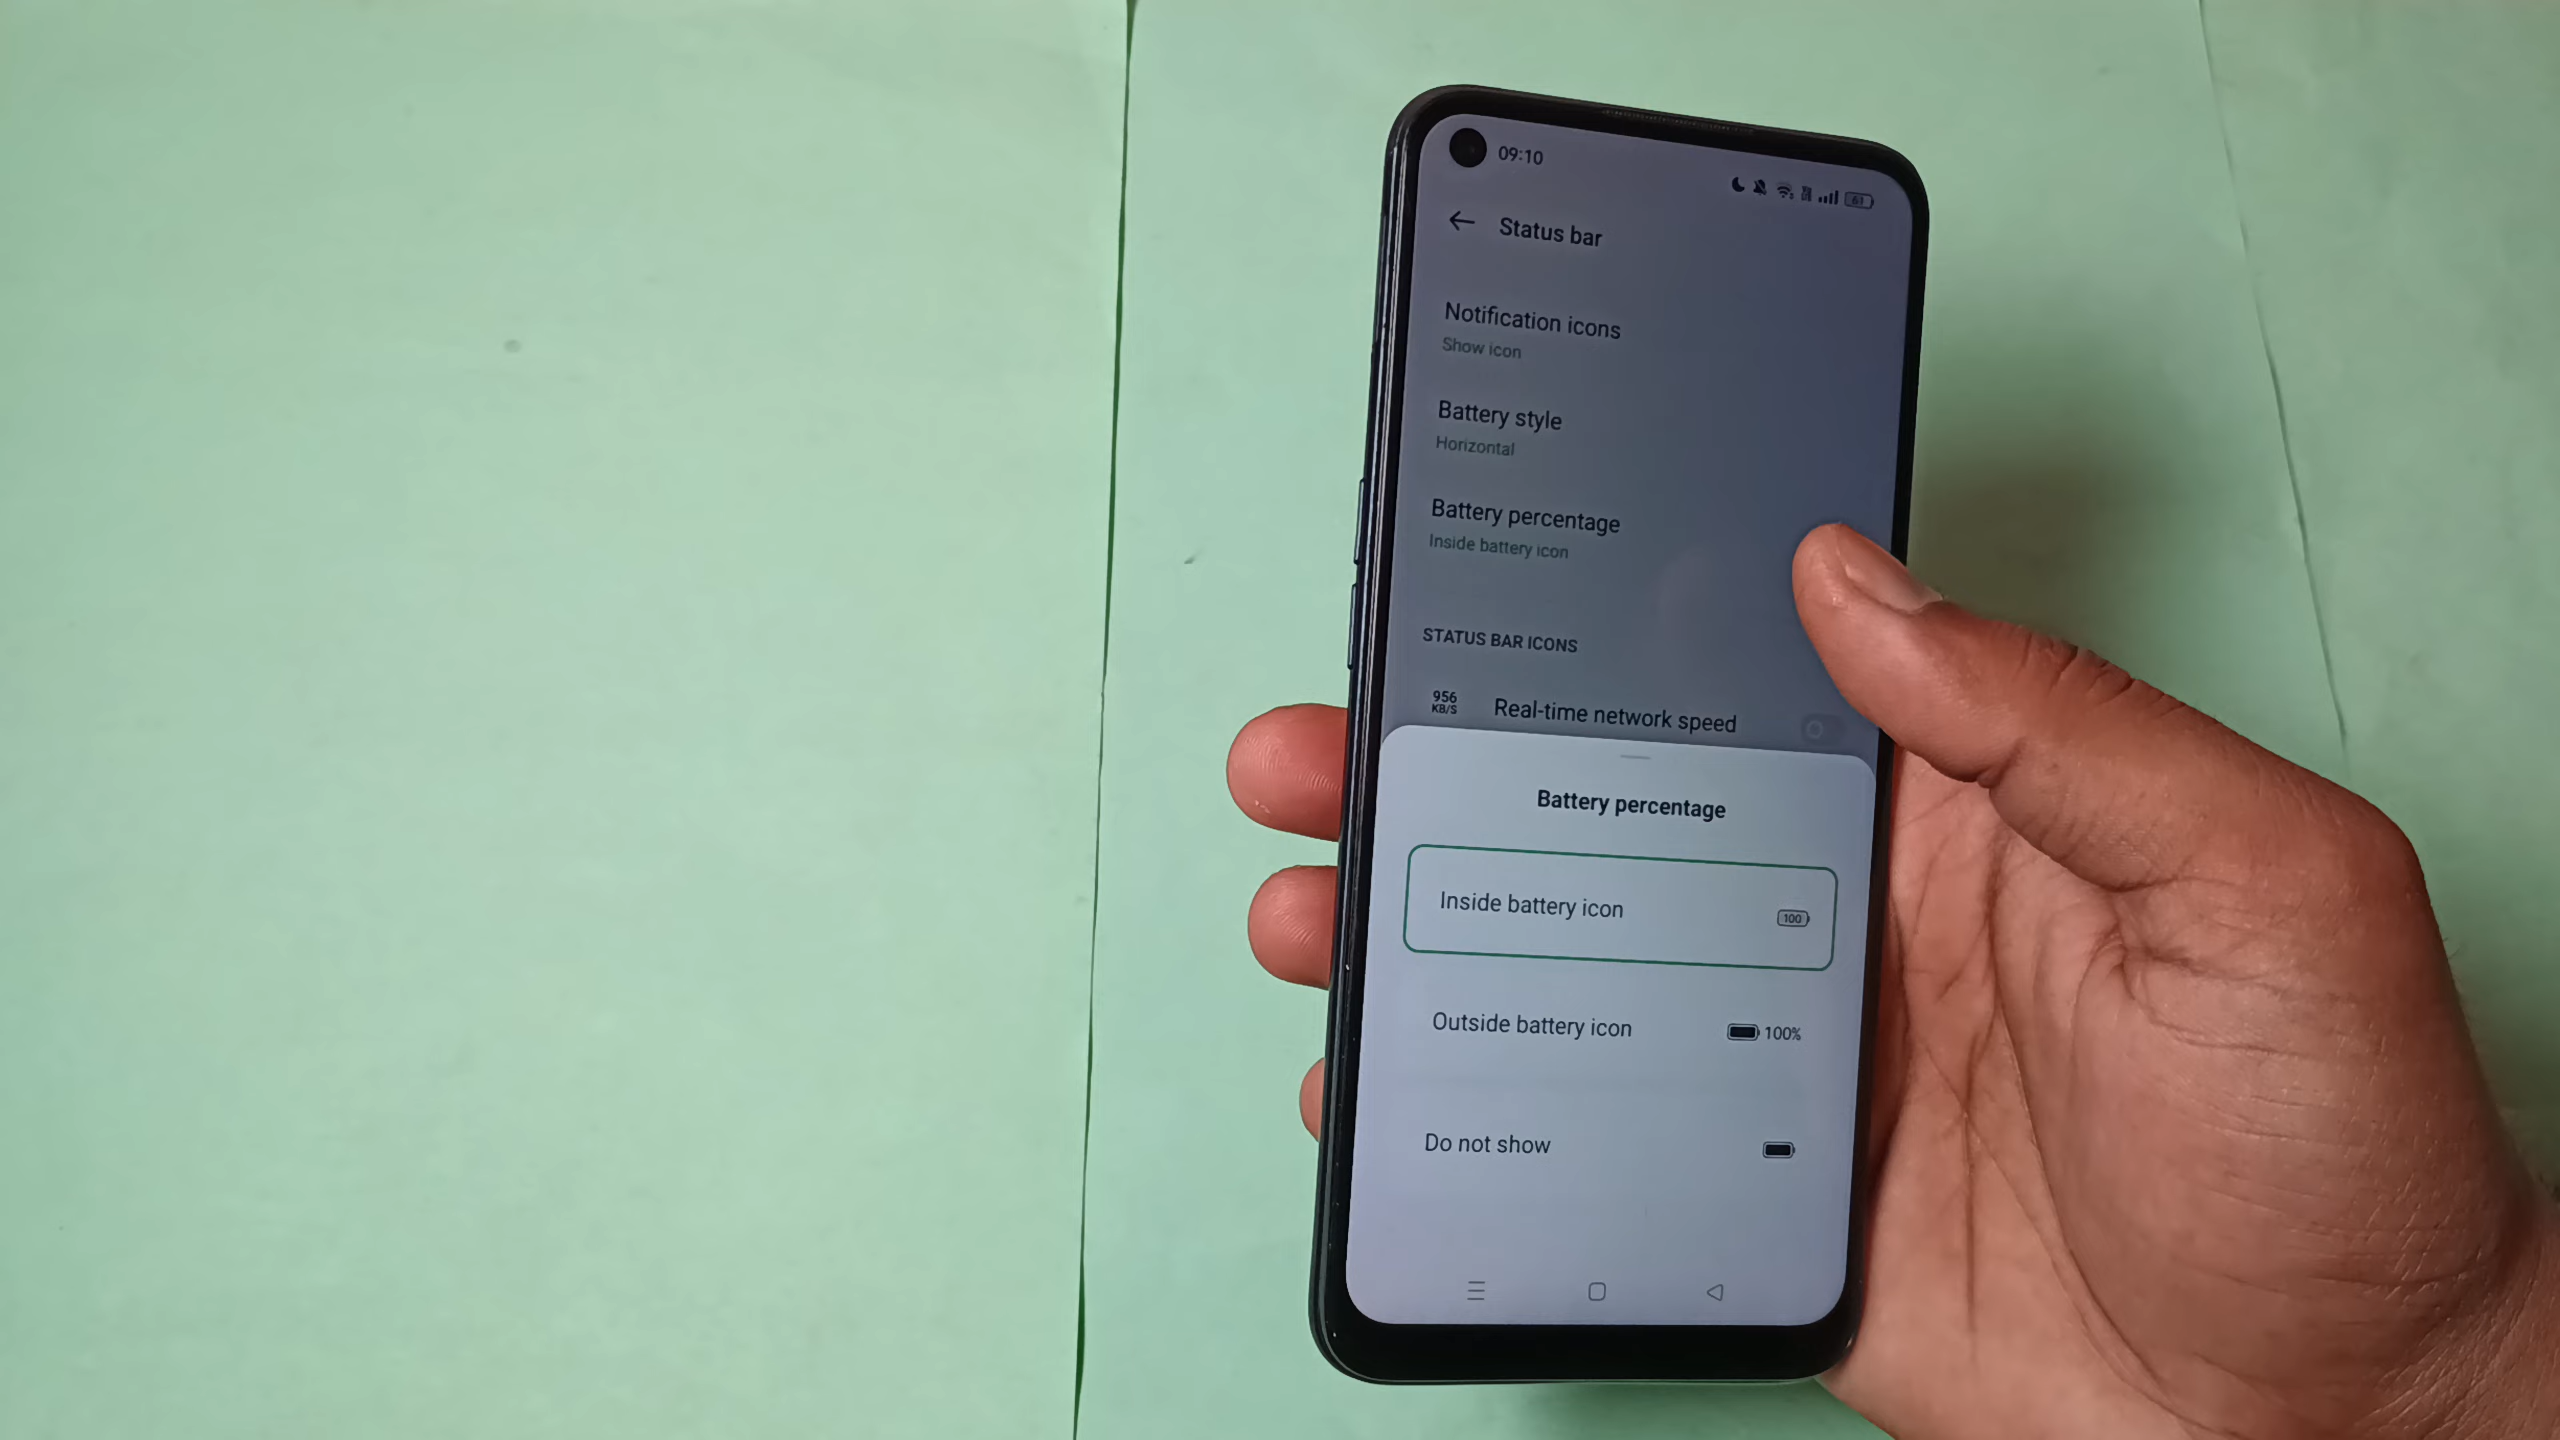 09:10
61
Status bar
Notification icons
Show icon
Battery style
Horizontal
Battery percentage
Inside battery icon
STATUS BAR ICONS
956
KB/S
Real-time network speed
Battery percentage
Inside battery icon
100
Outside battery icon
100%
Do not show